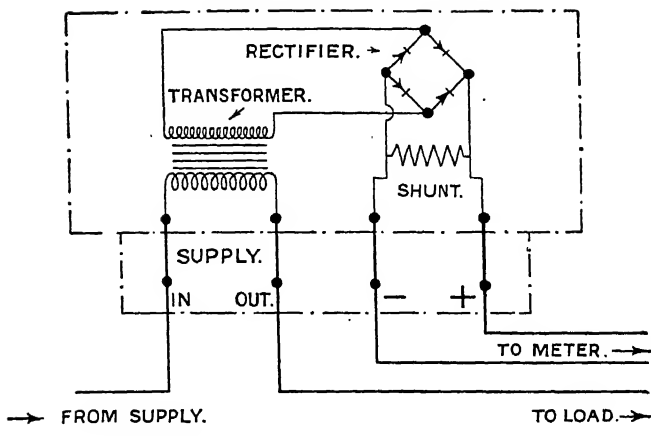 RECTIFIER.
TRANSFORMER.
SHUNT.
SUPPLY.
IN OUT. − +
TO METER.
FROM SUPPLY. TO LOAD.